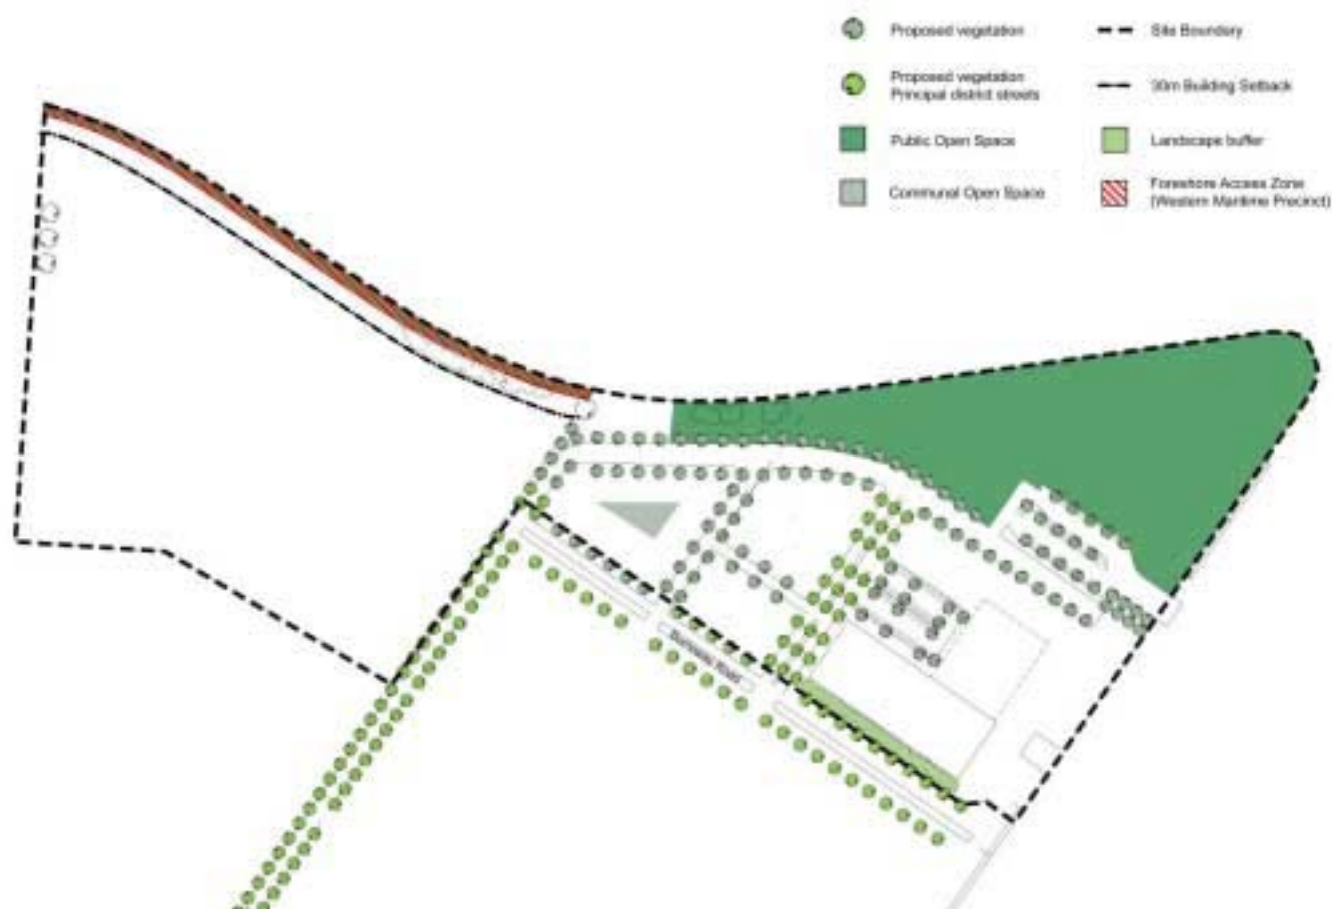 Proposed vegetation
Proposed vegetation
Principal district streets
Public Open Space
Communal Open Space
Site Boundary
30m Building Setback
Landscape buffer
Foreshore Access Zone
(Western Maritime Precinct)
Road